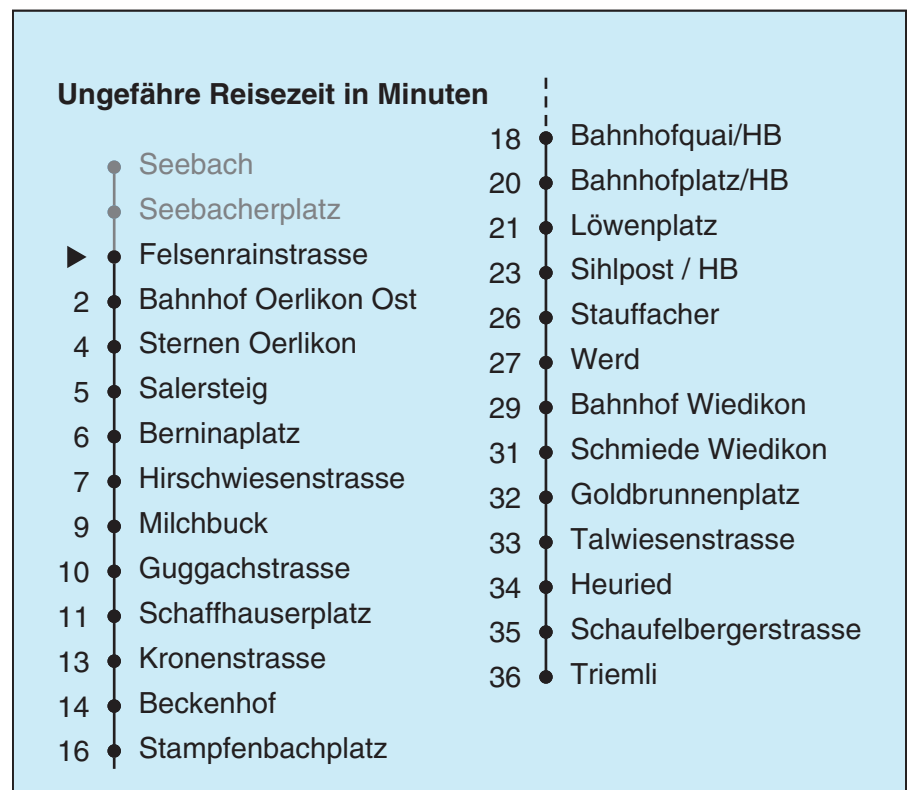 Ungefähre Reisezeit in Minuten
Seebach
Seebacherplatz
Felsenrainstrasse
2 Bahnhof Oerlikon Ost
4 Sternen Oerlikon
5 Salersteig
6 Berninaplatz
7 Hirschwiesenstrasse
9 Milchbuck
10 Guggachstrasse
11 Schaffhauserplatz
13 Kronenstrasse
14 Beckenhof
16 Stampfenbachplatz
18 Bahnhofquai/HB
20 Bahnhofplatz/HB
21 Löwenplatz
23 Sihlpost / HB
26 Stauffacher
27 Werd
29 Bahnhof Wiedikon
31 Schmiede Wiedikon
32 Goldbrunnenplatz
33 Talwiesenstrasse
34 Heuried
35 Schaufelbergerstrasse
36 Triemli